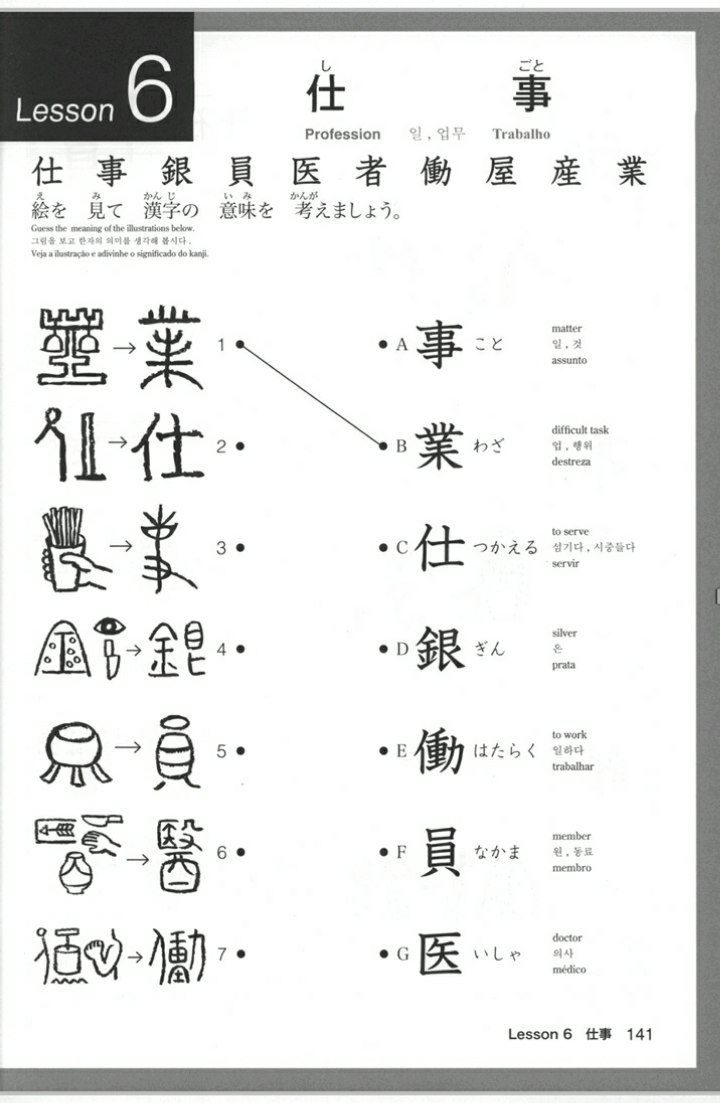 Lesson 6
し ごと
仕 事
Profession 일 , 업무 Trabalho
仕 事 銀 員 医 者 働 屋 産 業
え み かん じ い み かんが
絵を 見て 漢字の 意味を 考えましょう。
Guess the meaning of the illustrations below.
그림을 보고 한자의 의미를 생각해 봅시다 .
Veja a ilustração e adivinhe o significado do kanji.
→ 業 1 • • A 事 こと
matter
일 , 것
assunto
→ 仕 2 • • B 業 わざ
difficult task
업 , 행위
destreza
→ 事 3 • • C 仕 つかえる
to serve
섬기다 , 시중들다
servir
→ 銀 4 • • D 銀 ぎん
silver
은
prata
→ 員 5 • • E 働 はたらく
to work
일하다
trabalhar
→ 醫 6 • • F 員 なかま
member
원 , 동료
membro
→ 働 7 • • G 医 いしゃ
doctor
의사
médico
Lesson 6 仕事 141